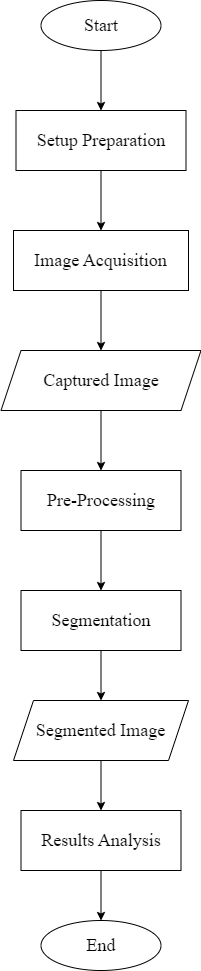 Start
Setup Preparation
Image Acquisition
Captured Image
Pre-Processing
Segmentation
Segmented Image
Results Analysis
End